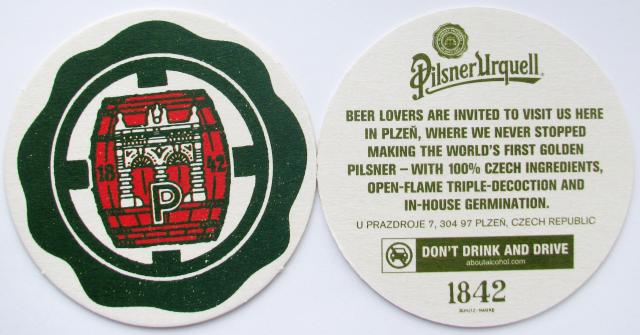 18 42
P
Pilsner Urquell
BEER LOVERS ARE INVITED TO VISIT US HERE
IN PLZEŇ, WHERE WE NEVER STOPPED
MAKING THE WORLD'S FIRST GOLDEN
PILSNER – WITH 100% CZECH INGREDIENTS,
OPEN-FLAME TRIPLE-DECOCTION AND
IN-HOUSE GERMINATION.
U PRAZDROJE 7, 304 97 PLZEŇ, CZECH REPUBLIC
DON'T DRINK AND DRIVE
aboutalcohol.com
1842